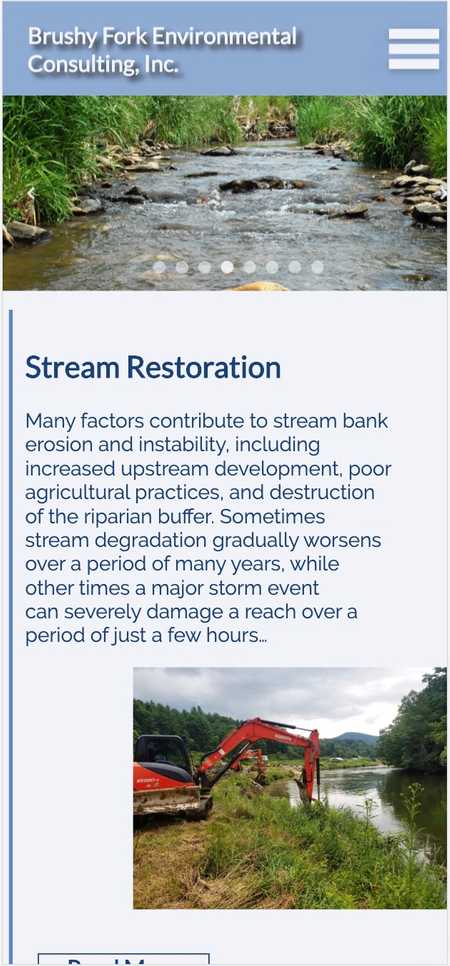 Brushy Fork Environmental
Consulting, Inc.
Stream Restoration
Many factors contribute to stream bank
erosion and instability, including
increased upstream development, poor
agricultural practices, and destruction
of the riparian buffer. Sometimes
stream degradation gradually worsens
over a period of many years, while
other times a major storm event
can severely damage a reach over a
period of just a few hours…